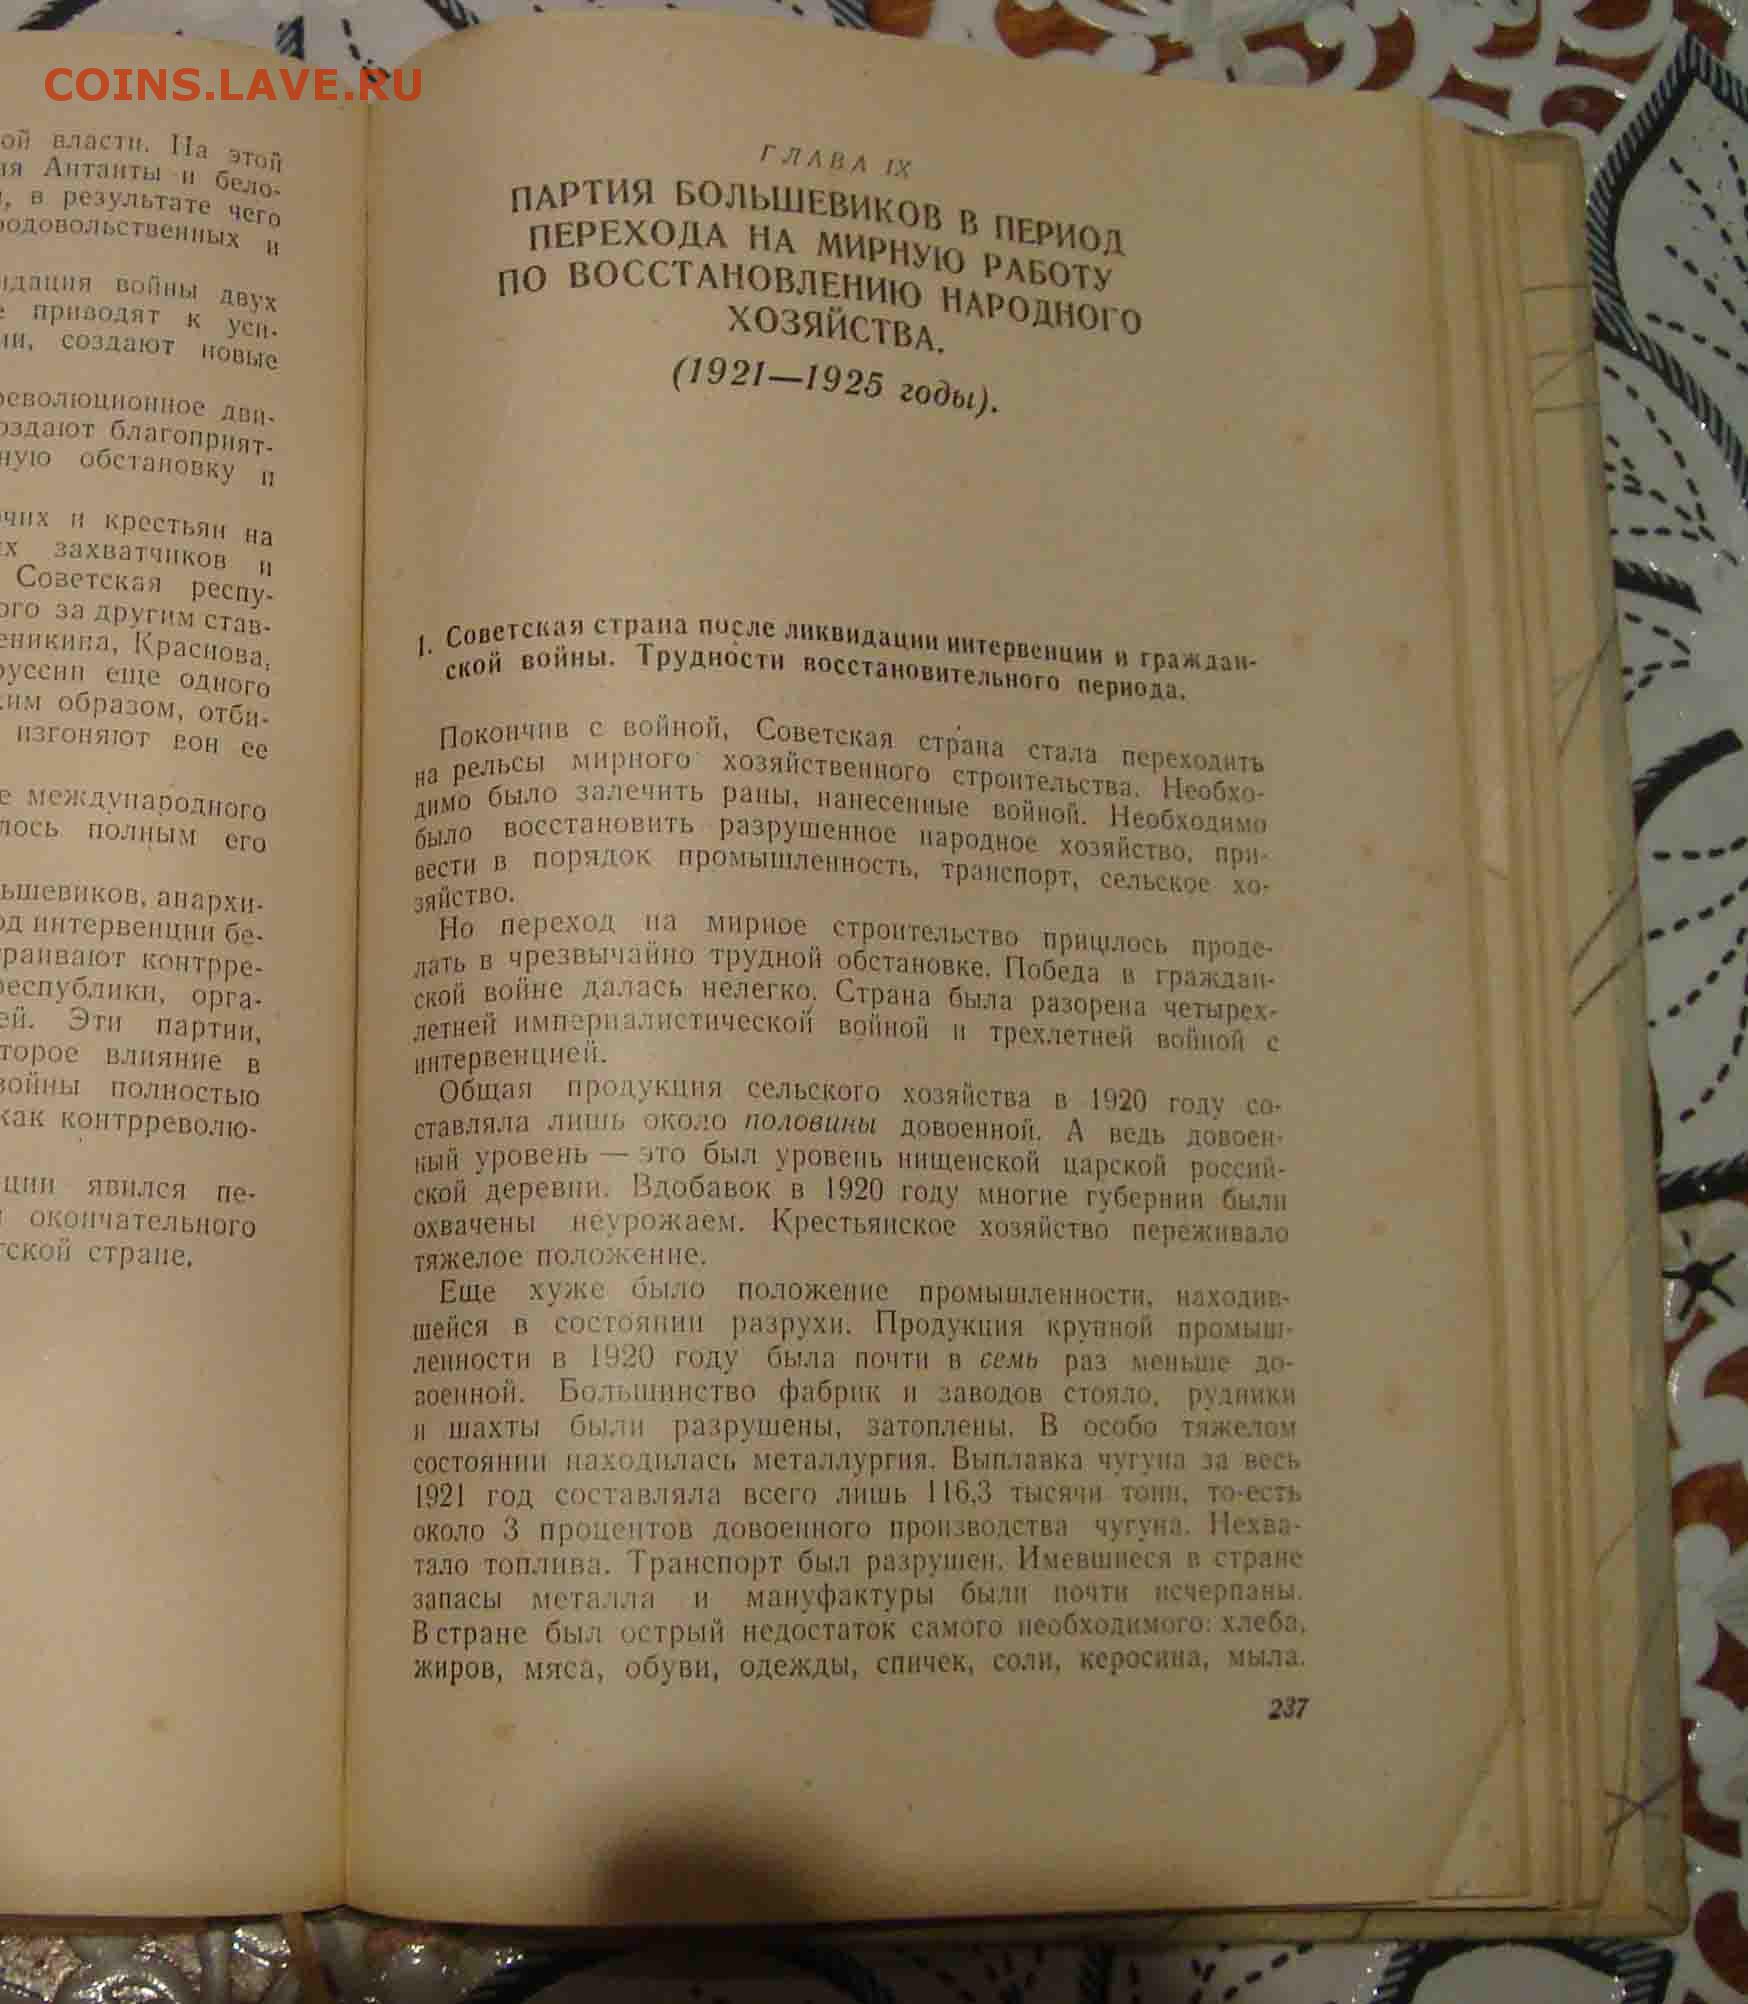 COINS.LAVE.RU
ой власти. На этой
Антанты и бело-
в результате чего
родовольственных и
войны двух
приводят к уси-
создают новые
революционное дви-
создают благоприят-
обстановку и
и крестьян на
захватчиков и
Советская респу-
за другим став-
Краснова,
еще одного
образом, отби-
изгоняют вон ее
международного
лось полным его
ьшевиков, анархи-
од интервенции бе-
раивают контрре-
республики, орга-
ей. Эти партии,
торое влияние в
войны полностью
как контрреволю-
ции явился пе-
окончательного
тской стране.
ГЛАВА IX
ПАРТИЯ БОЛЬШЕВИКОВ В ПЕРИОД
ПЕРЕХОДА НА МИРНУЮ РАБОТУ
ПО ВОССТАНОВЛЕНИЮ НАРОДНОГО
ХОЗЯЙСТВА.
(1921—1925 годы).
1. Советская страна после ликвидации интервенции и граждан-
ской войны. Трудности восстановительного периода.
Покончив с войной, Советская страна стала переходить
на рельсы мирного хозяйственного строительства. Необхо-
димо было залечить раны, нанесенные войной. Необходимо
было восстановить разрушенное народное хозяйство, при-
вести в порядок промышленность, транспорт, сельское хо-
зяйство.
Но переход на мирное строительство пришлось проде-
лать в чрезвычайно трудной обстановке. Победа в граждан-
ской войне далась нелегко. Страна была разорена четырех-
летней империалистической войной и трехлетней войной с
интервенцией.
Общая продукция сельского хозяйства в 1920 году со-
ставляла лишь около половины довоенной. А ведь довоен-
ный уровень — это был уровень нищенской царской россий-
ской деревни. Вдобавок в 1920 году многие губернии были
охвачены неурожаем. Крестьянское хозяйство переживало
тяжелое положение.
Еще хуже было положение промышленности, находив-
шейся в состоянии разрухи. Продукция крупной промыш-
ленности в 1920 году была почти в семь раз меньше до-
военной. Большинство фабрик и заводов стояло, рудники
и шахты были разрушены, затоплены. В особо тяжелом
состоянии находилась металлургия. Выплавка чугуна за весь
1921 год составляла всего лишь 116,3 тысячи тонн, то-есть
около 3 процентов довоенного производства чугуна. Нехва-
тало топлива. Транспорт был разрушен. Имевшиеся в стране
запасы металла и мануфактуры были почти исчерпаны.
В стране был острый недостаток самого необходимого: хлеба,
жиров, мяса, обуви, одежды, спичек, соли, керосина, мыла.
237